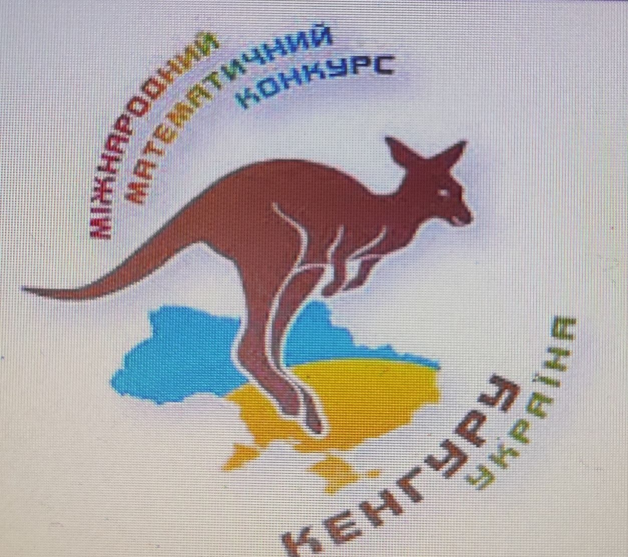 МІЖНАРОДНИЙ
МАТЕМАТИЧНИЙ
КОНКУРС
КЕНГУРУ
УКРАЇНА